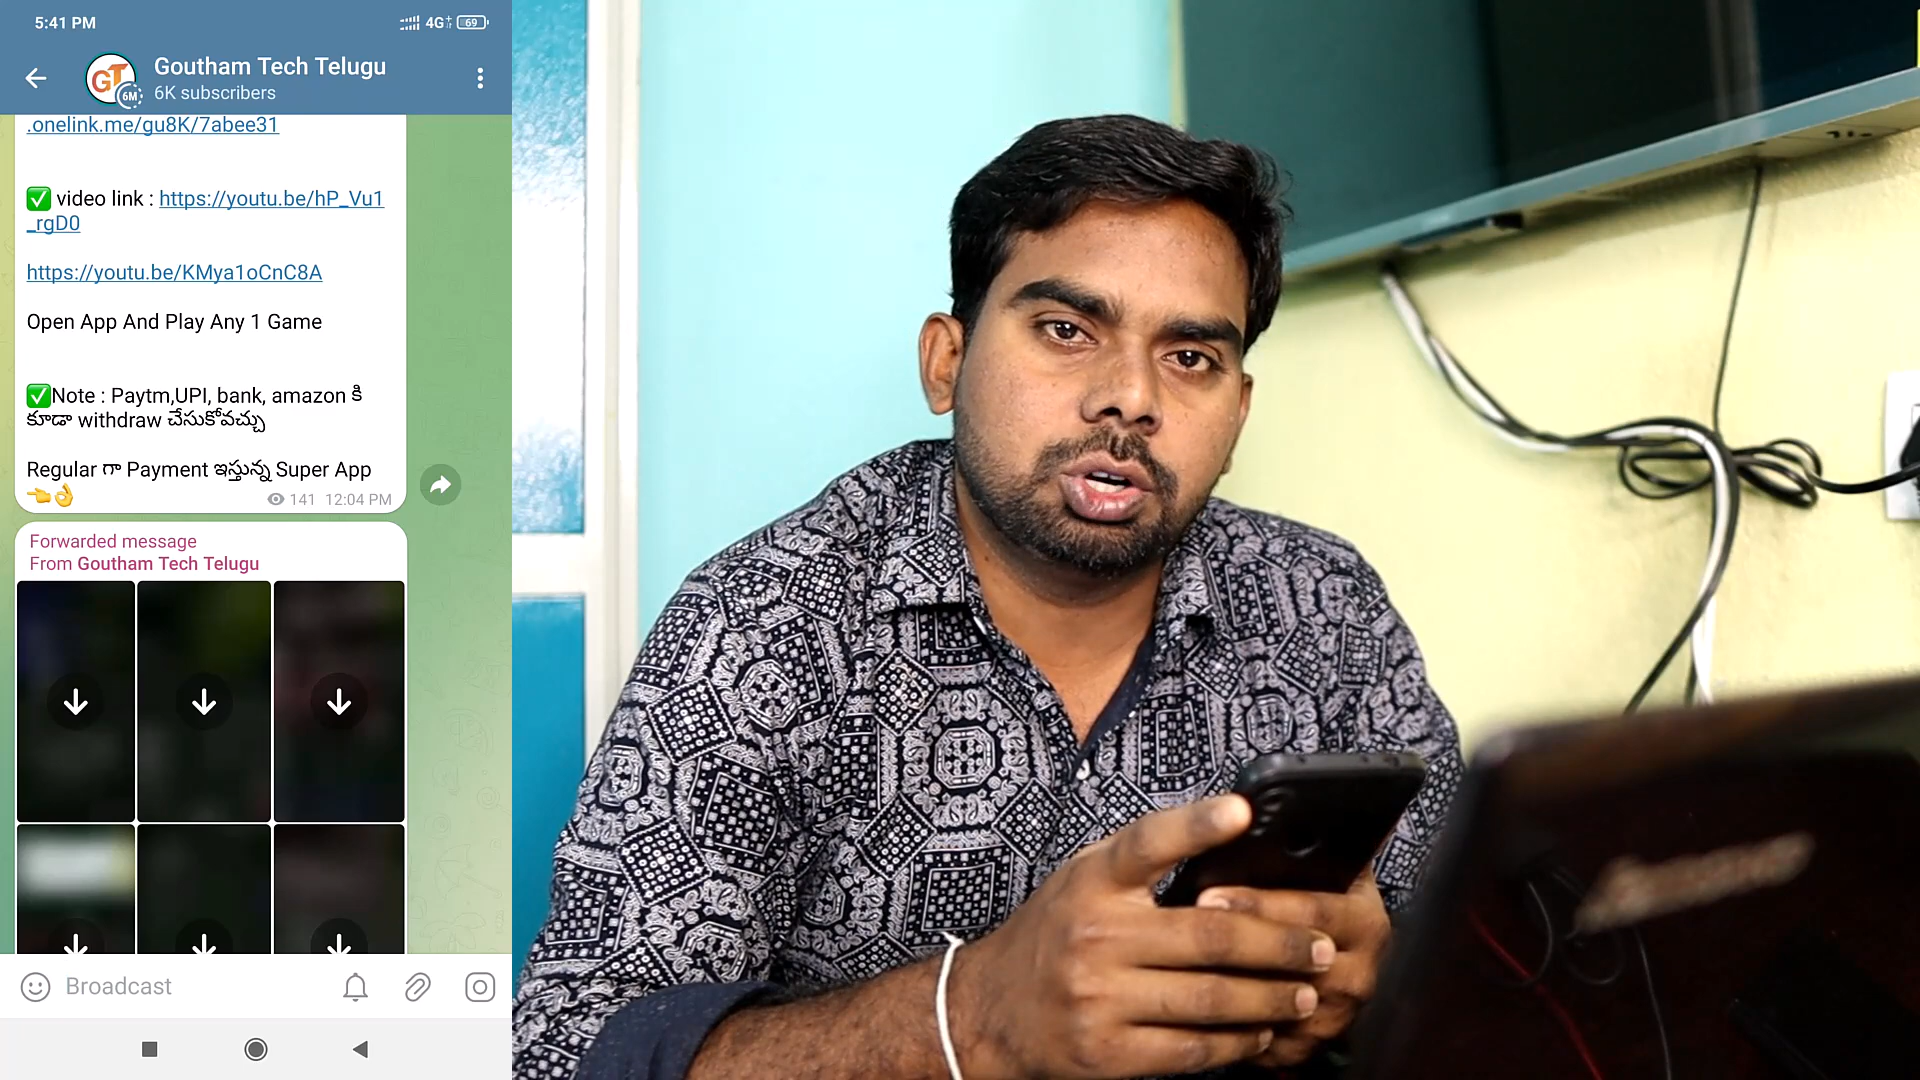 5:41 PM
4G+
69
Goutham Tech Telugu
GT
6M
6K subscribers
.onelink.me/gu8K/7abee31
✅ video link : https://youtu.be/hP_Vu1
_rgD0
https://youtu.be/KMya1oCnC8A
Open App And Play Any 1 Game
✅Note : Paytm,UPI, bank, amazon కి
కూడా withdraw చేసుకోవచ్చు
Regular గా Payment ఇస్తున్న Super App
👈👌
141 12:04 PM
Forwarded message
From Goutham Tech Telugu
Broadcast